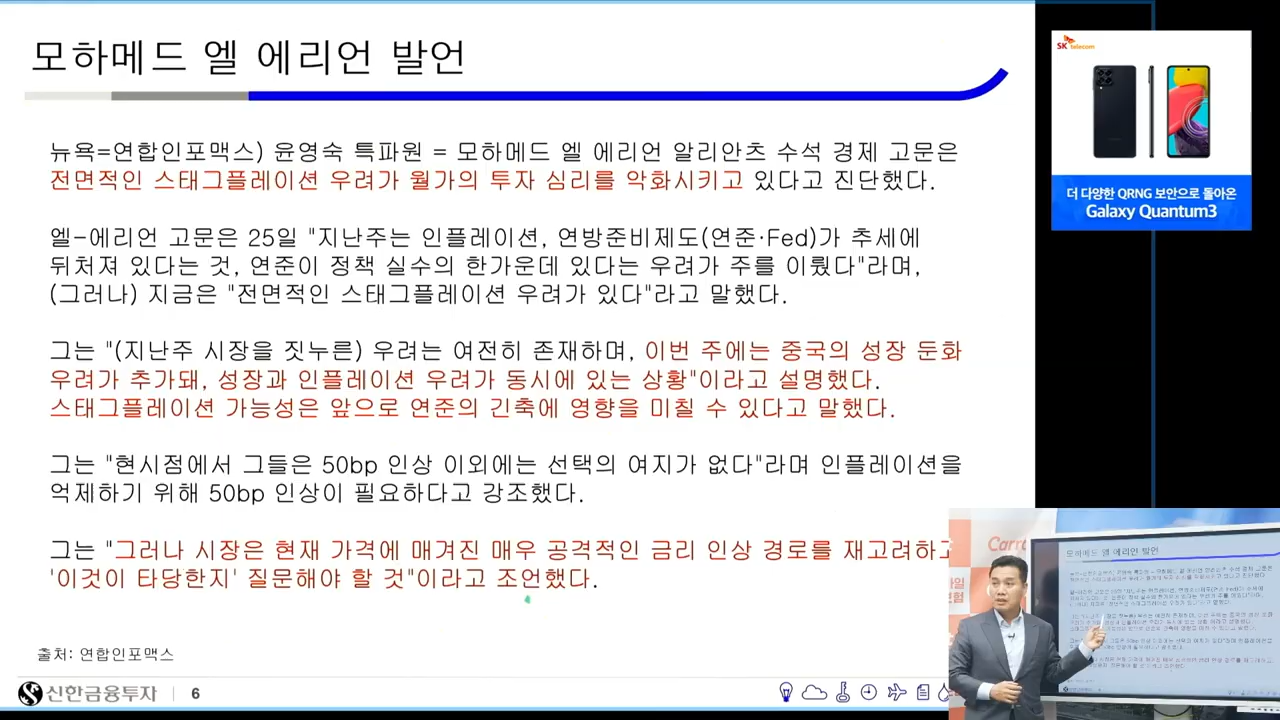 모하메드 엘 에리언 발언
뉴욕=연합인포맥스) 윤영숙 특파원 = 모하메드 엘 에리언 알리안츠 수석 경제 고문은
전면적인 스태그플레이션 우려가 월가의 투자 심리를 악화시키고 있다고 진단했다.
엘-에리언 고문은 25일 "지난주는 인플레이션, 연방준비제도(연준·Fed)가 추세에
뒤처져 있다는 것, 연준이 정책 실수의 한가운데 있다는 우려가 주를 이뤘다"라며,
(그러나) 지금은 "전면적인 스태그플레이션 우려가 있다"라고 말했다.
그는 "(지난주 시장을 짓누른) 우려는 여전히 존재하며, 이번 주에는 중국의 성장 둔화
우려가 추가돼, 성장과 인플레이션 우려가 동시에 있는 상황"이라고 설명했다.
스태그플레이션 가능성은 앞으로 연준의 긴축에 영향을 미칠 수 있다고 말했다.
그는 "현시점에서 그들은 50bp 인상 이외에는 선택의 여지가 없다"라며 인플레이션을
억제하기 위해 50bp 인상이 필요하다고 강조했다.
그는 "그러나 시장은 현재 가격에 매겨진 매우 공격적인 금리 인상 경로를 재고려하고
'이것이 타당한지' 질문해야 할 것"이라고 조언했다.
출처: 연합인포맥스
신한금융투자 6
SK telecom
더 다양한 QRNG 보안으로 돌아온
Galaxy Quantum3
모하메드 엘 에리언 발언